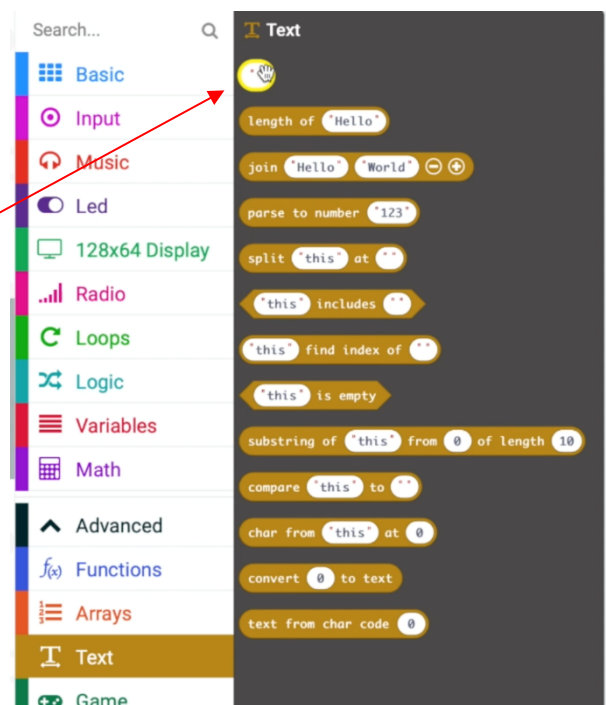 Search...
Basic
Input
Music
Led
128x64 Display
Radio
Loops
Logic
Variables
Math
Advanced
f(x) Functions
Arrays
T Text
Game
T Text
"
length of "Hello"
join "Hello" "World"
parse to number "123"
split "this" at ""
"this" includes ""
"this" find index of ""
"this" is empty
substring of "this" from 0 of length 10
compare "this" to ""
char from "this" at 0
convert 0 to text
text from char code 0